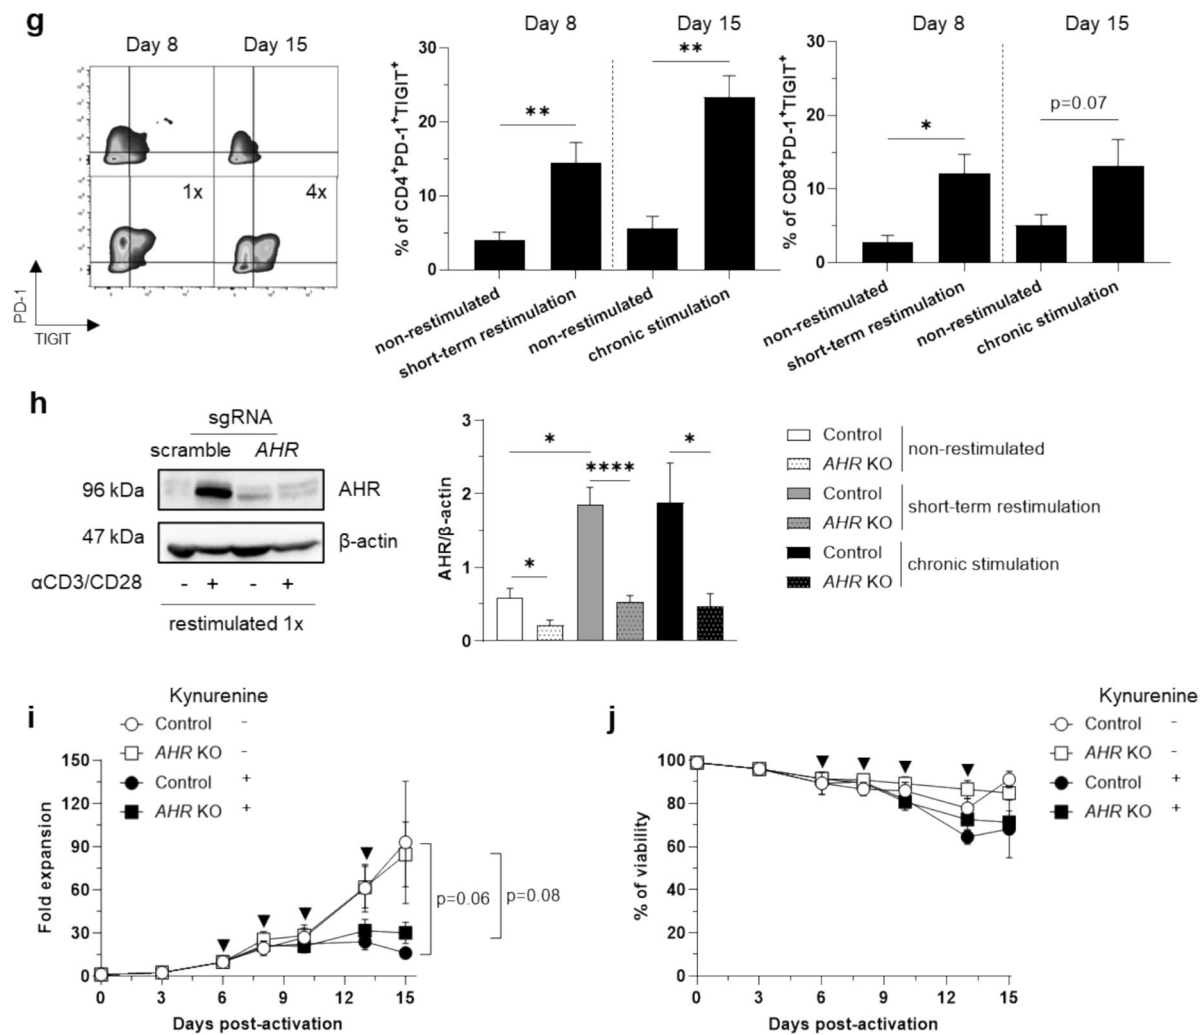 g
Day 8 Day 15
1x 4x
PD-1
TIGIT
Day 8 Day 15
% of CD4⁺PD-1⁺TIGIT⁺
30
20
10
0
** **
non-restimulated
short-term restimulation
non-restimulated
chronic stimulation
Day 8 Day 15
% of CD8⁺PD-1⁺TIGIT⁺
30
20
10
0
* p=0.07
non-restimulated
short-term restimulation
non-restimulated
chronic stimulation
h
sgRNA
scramble AHR
96 kDa AHR
47 kDa β-actin
αCD3/CD28 - + - +
restimulated 1x
AHR/β-actin
3
2
1
0
* * **** *
Control
AHR KO
non-restimulated
Control
AHR KO
short-term restimulation
Control
AHR KO
chronic stimulation
i
Kynurenine
Control -
AHR KO -
Control +
AHR KO +
Fold expansion
150
120
90
60
30
0
0 3 6 9 12 15
Days post-activation
p=0.06 p=0.08
j
Kynurenine
Control -
AHR KO -
Control +
AHR KO +
% of viability
100
80
60
40
20
0
0 3 6 9 12 15
Days post-activation